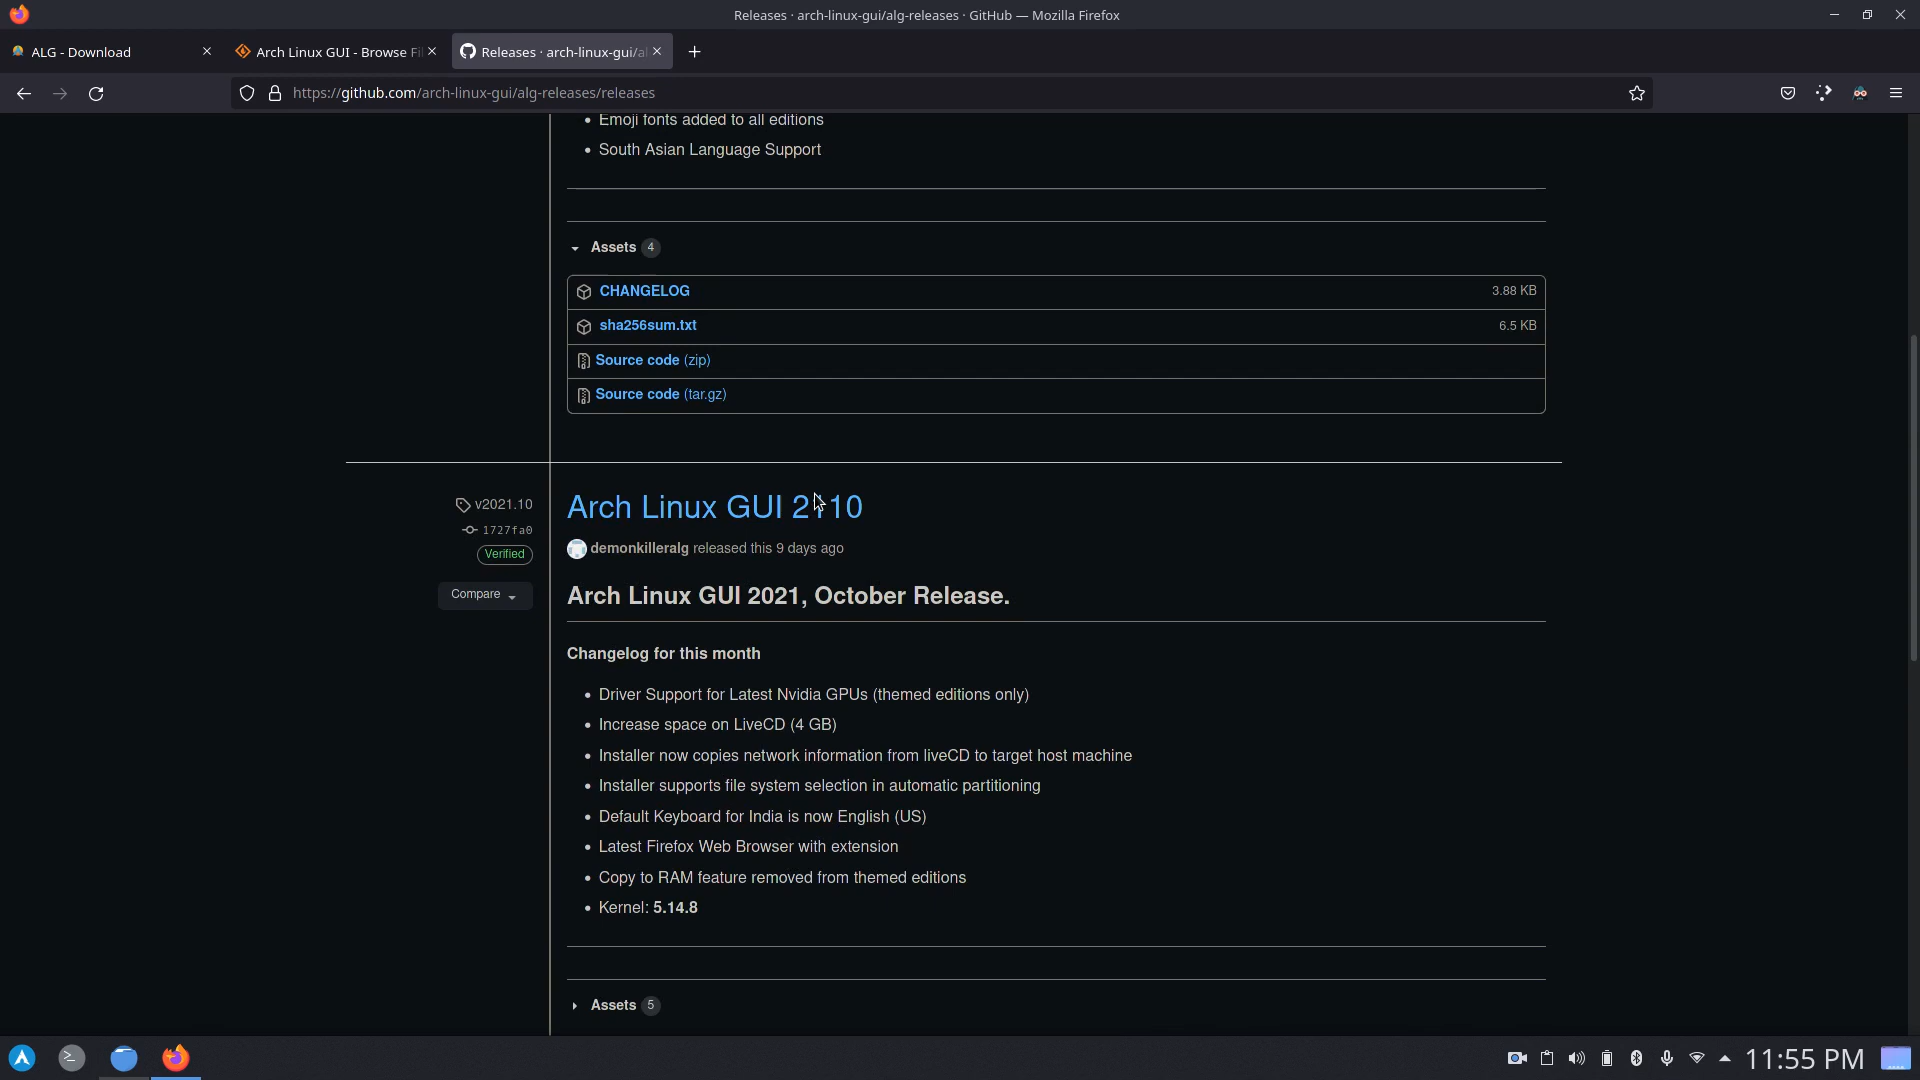 Releases · arch-linux-gui/alg-releases · GitHub — Mozilla Firefox
ALG - Download
Arch Linux GUI - Browse Fi
Releases · arch-linux-gui/al
https://github.com/arch-linux-gui/alg-releases/releases
Emoji fonts added to all editions
South Asian Language Support
Assets 4
CHANGELOG 3.88 KB
sha256sum.txt 6.5 KB
Source code (zip)
Source code (tar.gz)
v2021.10
1727fa0
Verified
Compare
Arch Linux GUI 2110
demonkilleralg released this 9 days ago
Arch Linux GUI 2021, October Release.
Changelog for this month
Driver Support for Latest Nvidia GPUs (themed editions only)
Increase space on LiveCD (4 GB)
Installer now copies network information from liveCD to target host machine
Installer supports file system selection in automatic partitioning
Default Keyboard for India is now English (US)
Latest Firefox Web Browser with extension
Copy to RAM feature removed from themed editions
Kernel: 5.14.8
Assets 5
11:55 PM